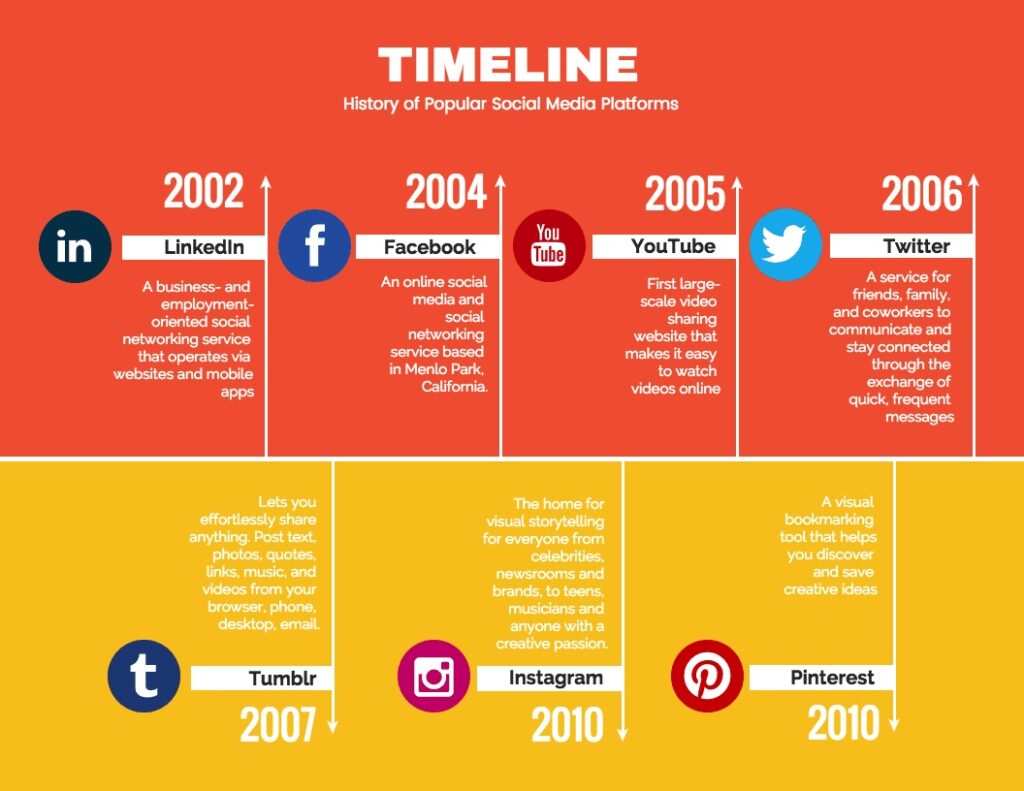 TIMELINE
History of Popular Social Media Platforms
2002
in
LinkedIn
A business- and
employment-
oriented social
networking service
that operates via
websites and mobile
apps
2004
f
Facebook
An online social
media and
social
networking
service based
in Menlo Park,
California.
2005
You
Tube
YouTube
First large-
scale video
sharing
website that
makes it easy
to watch
videos online
2006
Twitter
A service for
friends, family,
and coworkers to
communicate and
stay connected
through the
exchange of
quick, frequent
messages
Lets you
effortlessly share
anything. Post text,
photos, quotes,
links, music, and
videos from your
browser, phone,
desktop, email.
t
Tumblr
2007
The home for
visual storytelling
for everyone from
celebrities,
newsrooms and
brands, to teens,
musicians and
anyone with a
creative passion.
Instagram
2010
A visual
bookmarking
tool that helps
you discover
and save
creative ideas
Pinterest
2010